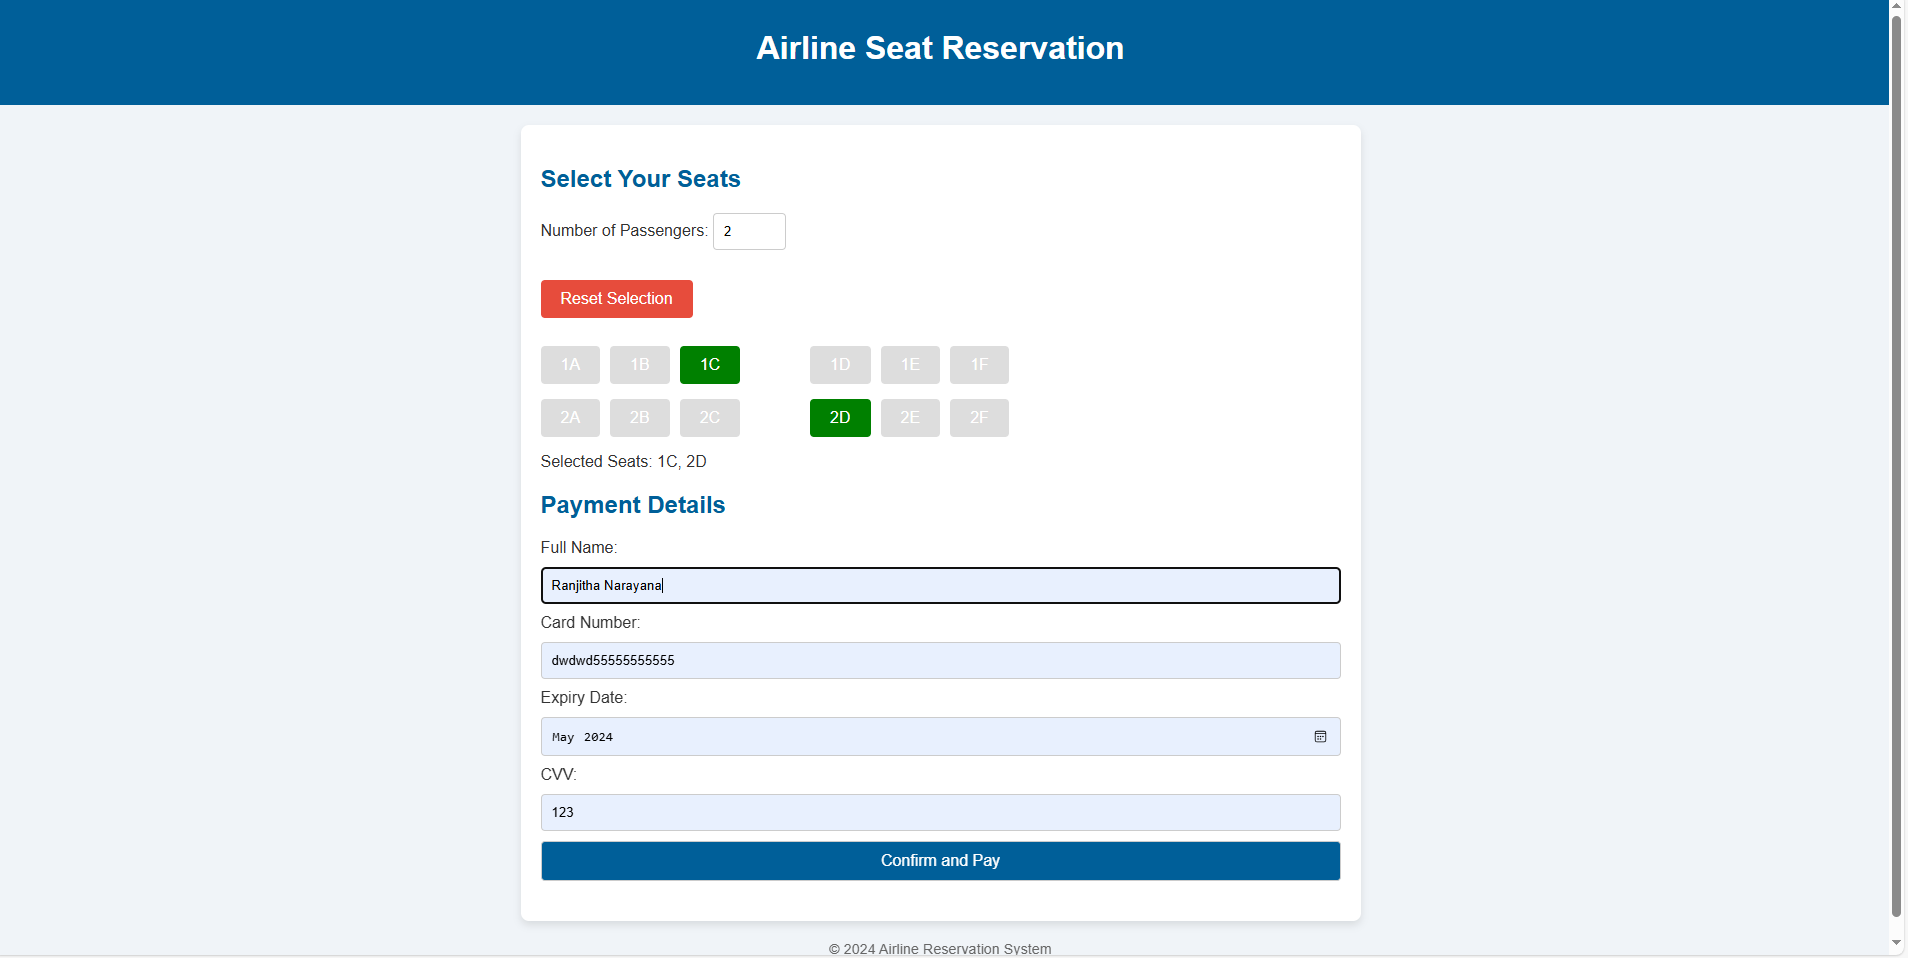 Airline Seat Reservation
Select Your Seats
Number of Passengers: 2
Reset Selection
1A 1B 1C 1D 1E 1F
2A 2B 2C 2D 2E 2F
Selected Seats: 1C, 2D
Payment Details
Full Name:
Ranjitha Narayana
Card Number:
dwdwd55555555555
Expiry Date:
May 2024
CVV:
123
Confirm and Pay
© 2024 Airline Reservation System